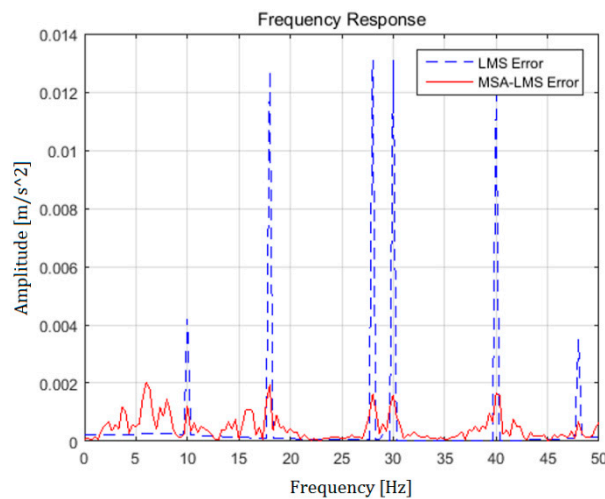 Frequency Response
LMS Error
MSA-LMS Error
Amplitude [m/s^2]
0.014
0.012
0.01
0.008
0.006
0.004
0.002
0
0 5 10 15 20 25 30 35 40 45 50
Frequency [Hz]